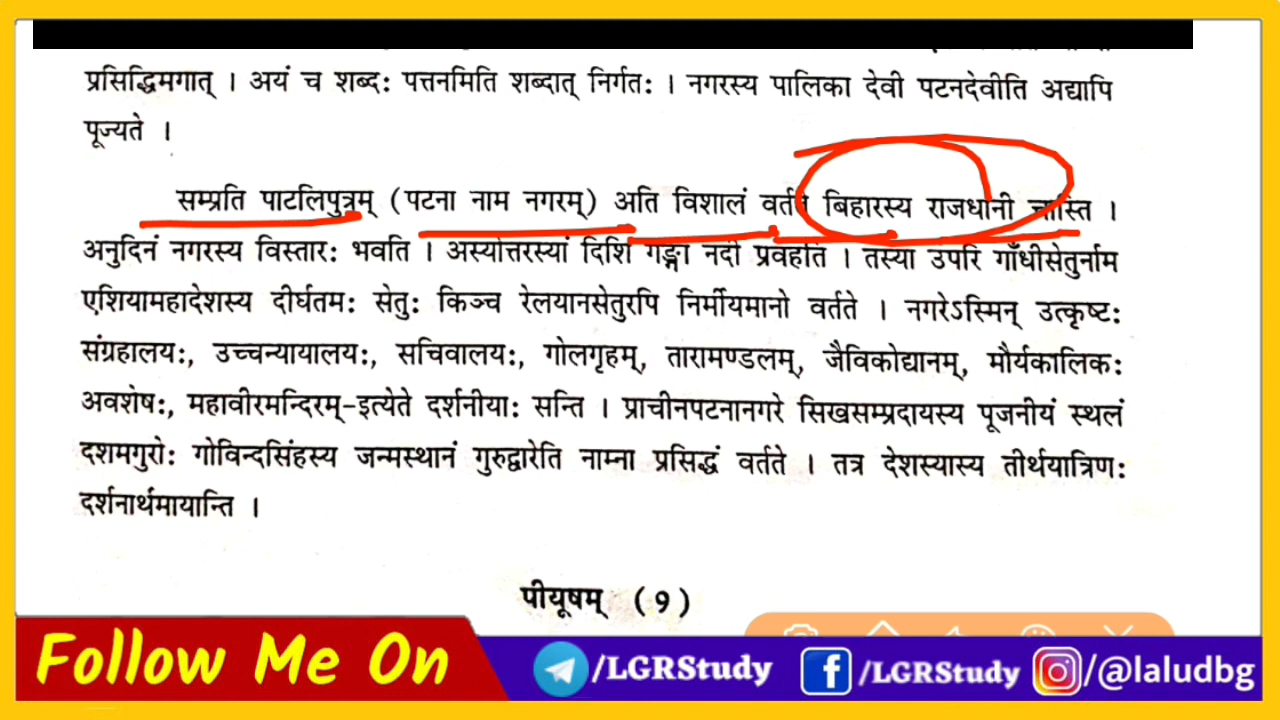 प्रसिद्धिमगात् । अयं च शब्दः पत्तनमिति शब्दात् निर्गतः । नगरस्य पालिका देवी पटनदेवीति अद्यापि
पूज्यते ।
सम्प्रति पाटलिपुत्रम् (पटना नाम नगरम्) अति विशालं वर्तते बिहारस्य राजधानी चास्ति ।
अनुदिनं नगरस्य विस्तारः भवति । अस्योत्तरस्यां दिशि गङ्गा नदी प्रवहति । तस्या उपरि गाँधीसेतुर्नाम
एशियामहादेशस्य दीर्घतमः सेतुः किञ्च रेलयानसेतुरपि निर्मीयमानो वर्तते । नगरेऽस्मिन् उत्कृष्टः
संग्रहालयः, उच्चन्यायालयः, सचिवालयः, गोलगृहम्, तारामण्डलम्, जैविकोद्यानम्, मौर्यकालिकः
अवशेषः, महावीरमन्दिरम्-इत्येते दर्शनीयाः सन्ति । प्राचीनपटनानगरे सिखसम्प्रदायस्य पूजनीयं स्थलं
दशमगुरोः गोविन्दसिंहस्य जन्मस्थानं गुरुद्वारेति नाम्ना प्रसिद्धं वर्तते । तत्र देशस्यास्य तीर्थयात्रिणः
दर्शनार्थमायान्ति ।
पीयूषम् (9)
Follow Me On
/LGRStudy
/LGRStudy
/@laludbg